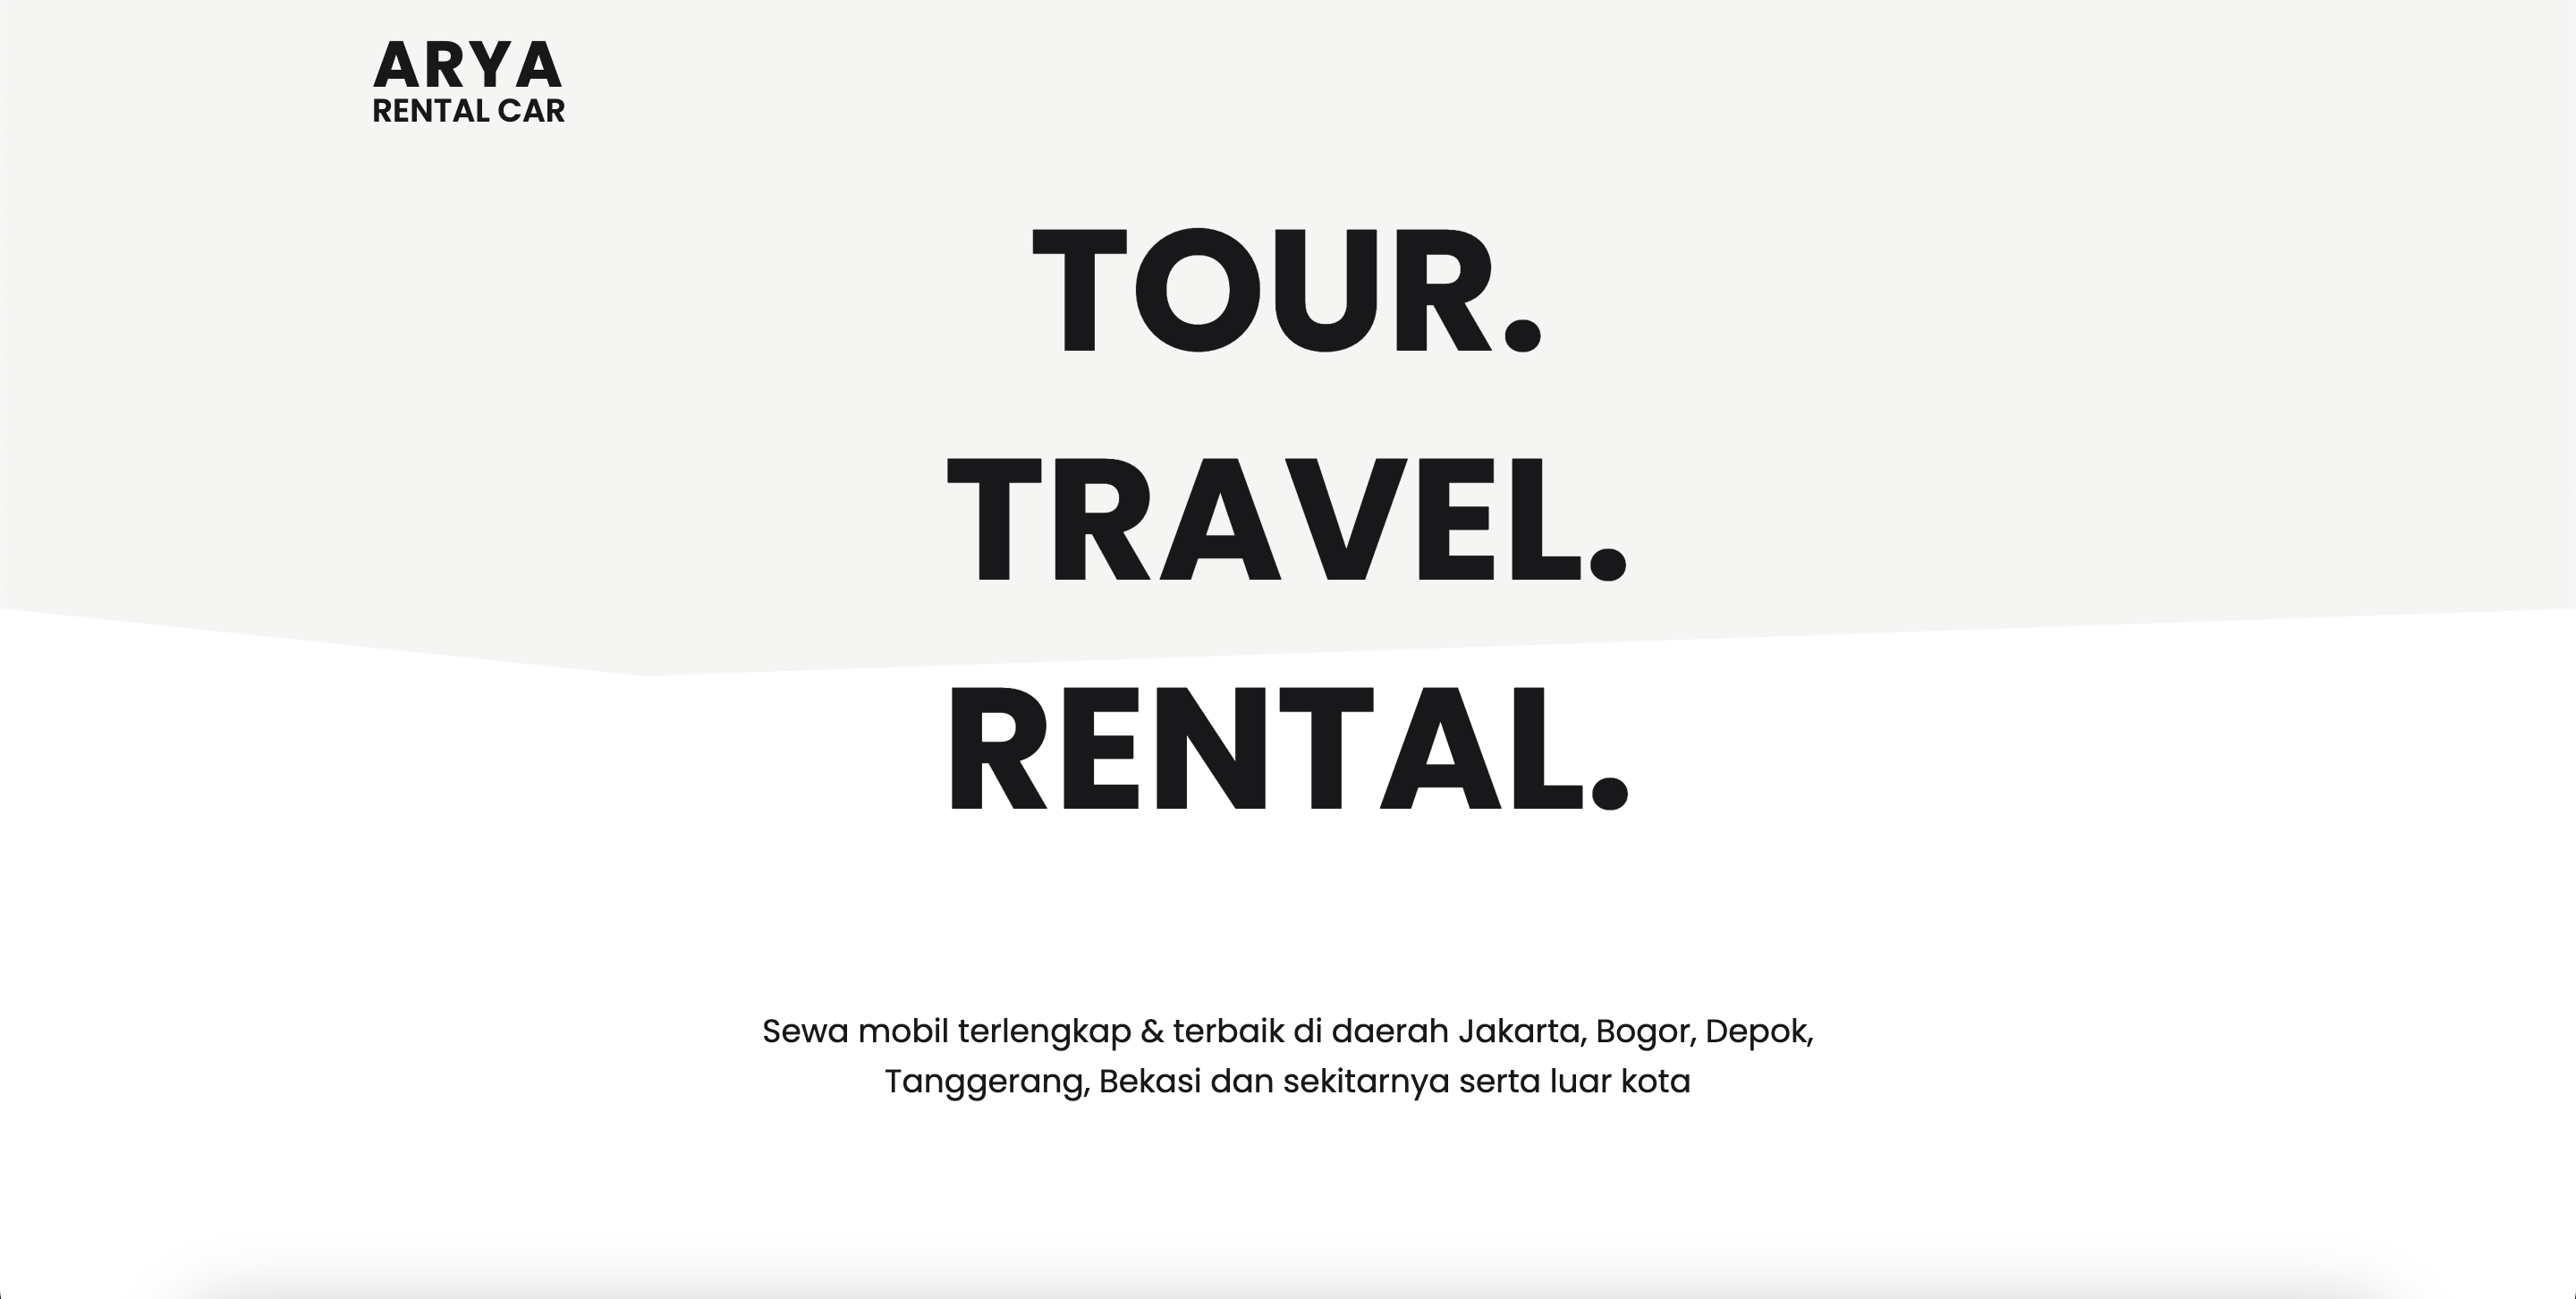 ARYA
RENTAL CAR
TOUR.
TRAVEL.
RENTAL.
Sewa mobil terlengkap & terbaik di daerah Jakarta, Bogor, Depok,
Tanggerang, Bekasi dan sekitarnya serta luar kota